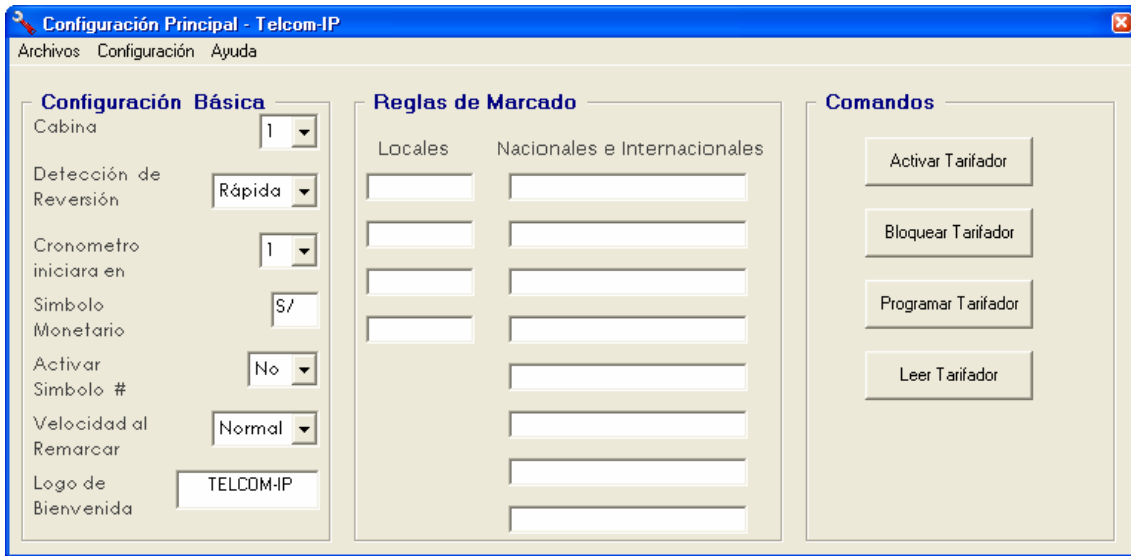 Configuración Principal - Telcom-IP
Archivos Configuración Ayuda
Configuración Básica
Cabina
1
Detección de
Reversión
Rápida
Cronometro
iniciara en
1
Simbolo
Monetario
S/
Activar
Simbolo #
No
Velocidad al
Remarcar
Normal
Logo de
Bienvenida
TELCOM-IP
Reglas de Marcado
Locales
Nacionales e Internacionales
Comandos
Activar Tarifador
Bloquear Tarifador
Programar Tarifador
Leer Tarifador